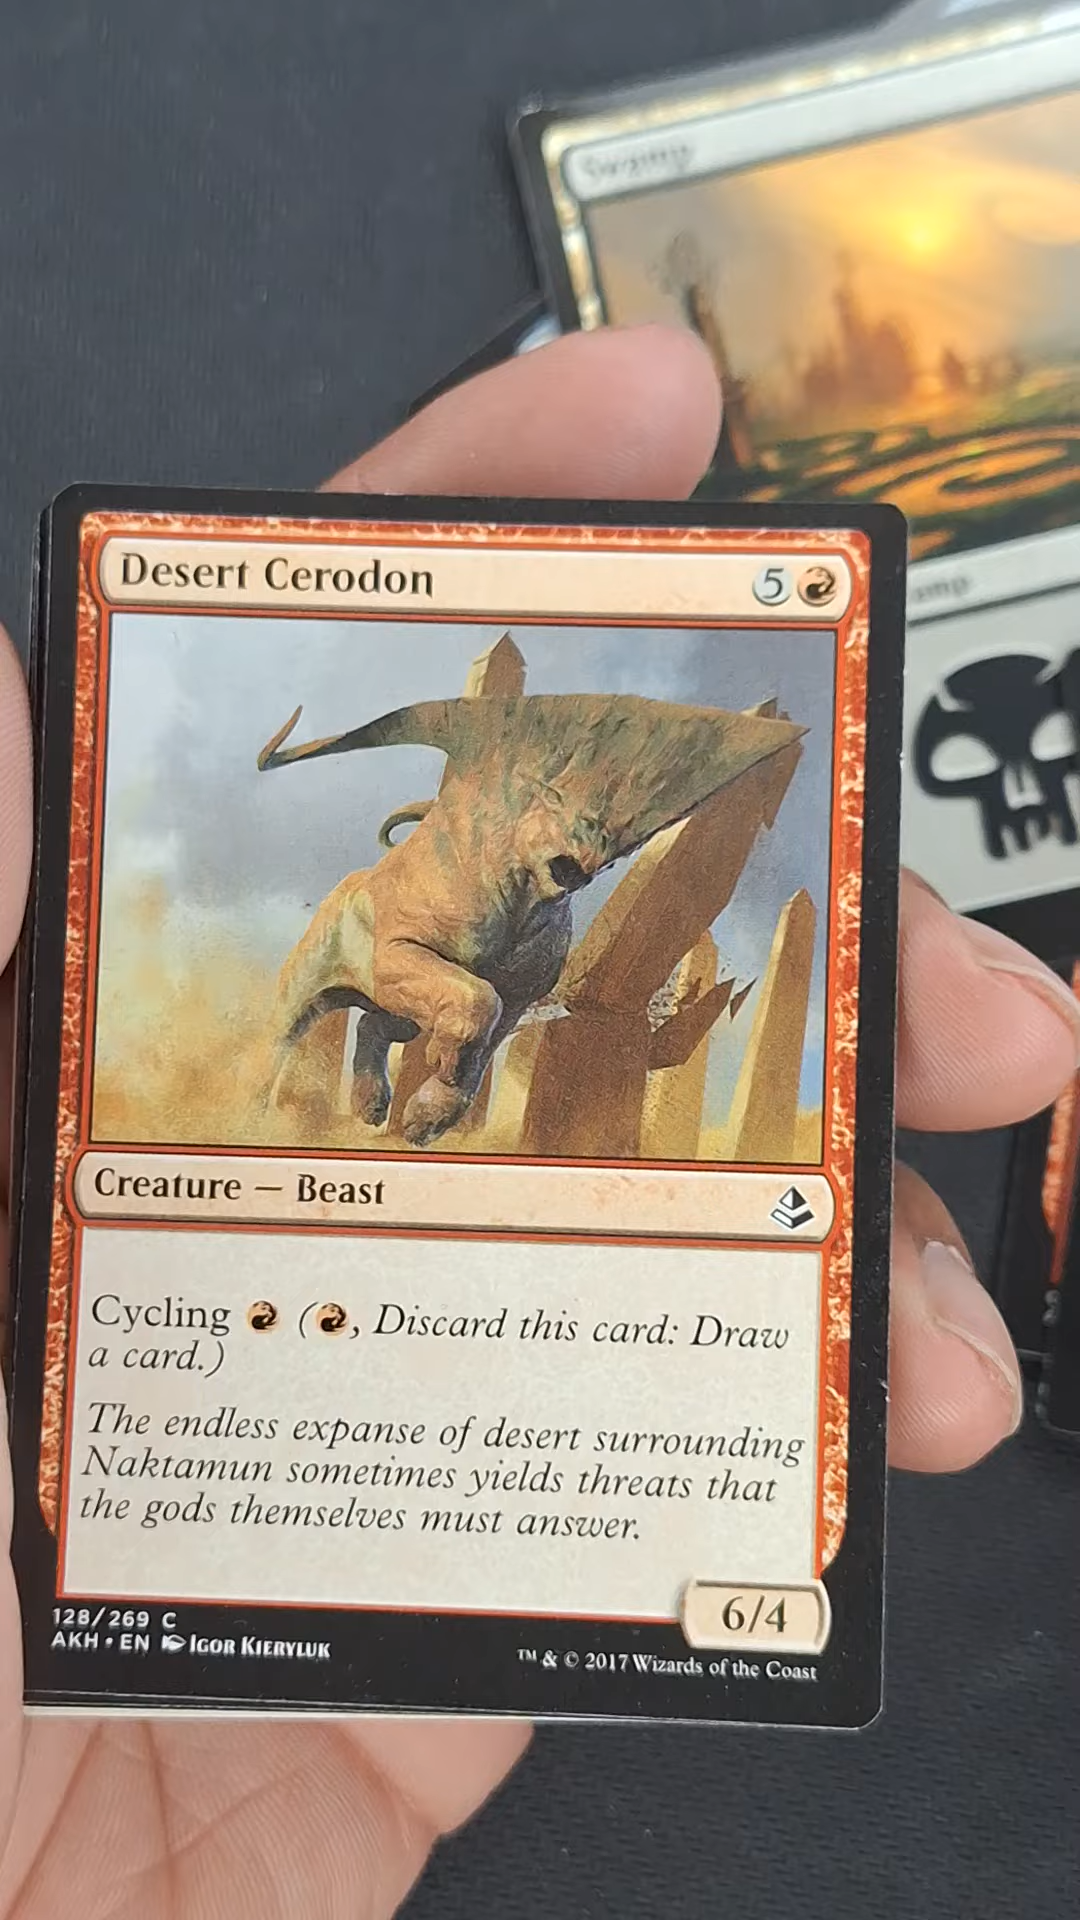 Swamp
Desert Cerodon
5
Creature — Beast
Cycling (, Discard this card: Draw
a card.)
The endless expanse of desert surrounding
Naktamun sometimes yields threats that
the gods themselves must answer.
6/4
128/269 C
AKH • EN Igor Kieryluk
™ & © 2017 Wizards of the Coast